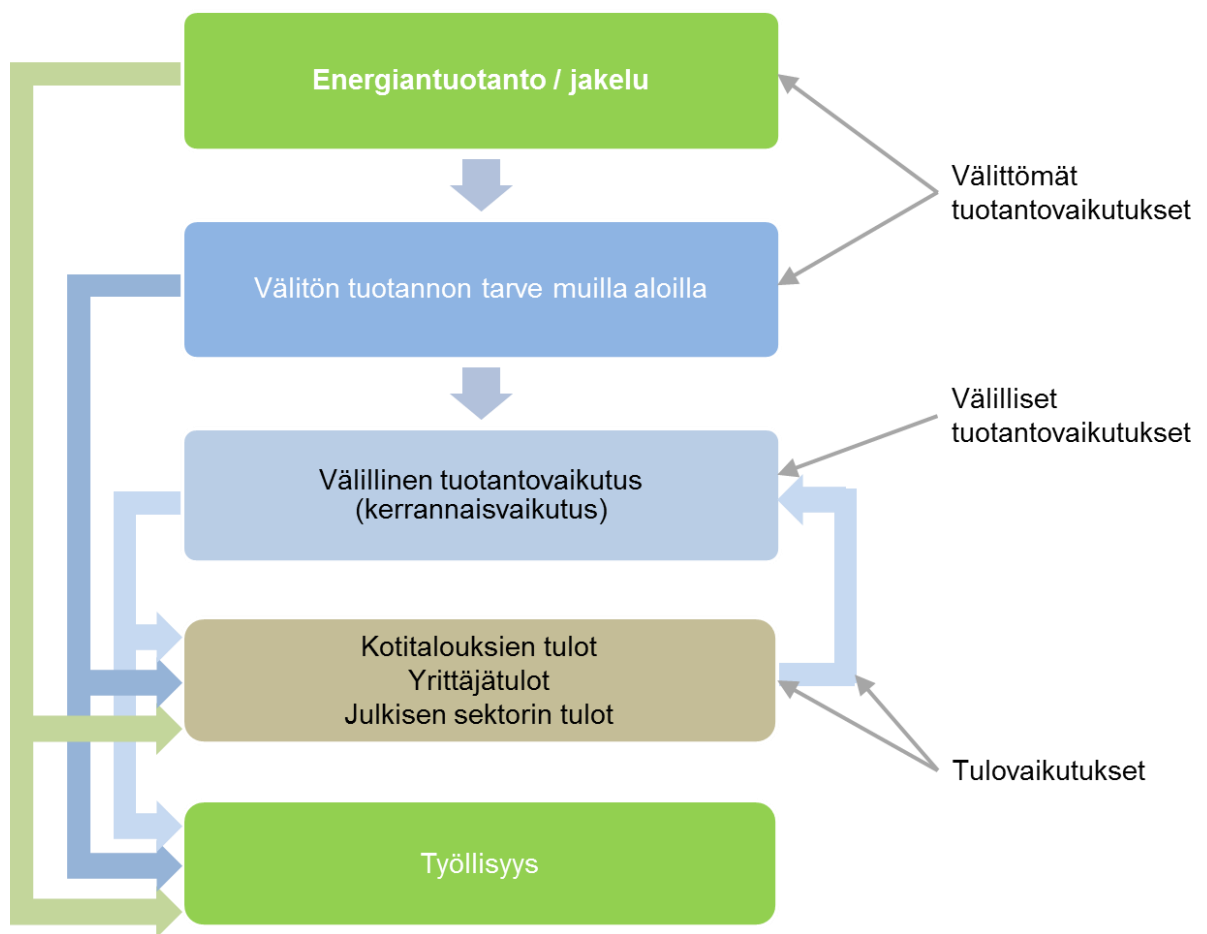 Energiantuotanto / jakelu
Välittömät
tuotantovaikutukset
Välitön tuotannon tarve muilla aloilla
Välilliset
tuotantovaikutukset
Välillinen tuotantovaikutus
(kerrannaisvaikutus)
Kotitalouksien tulot
Yrittäjätulot
Julkisen sektorin tulot
Tulovaikutukset
Työllisyys